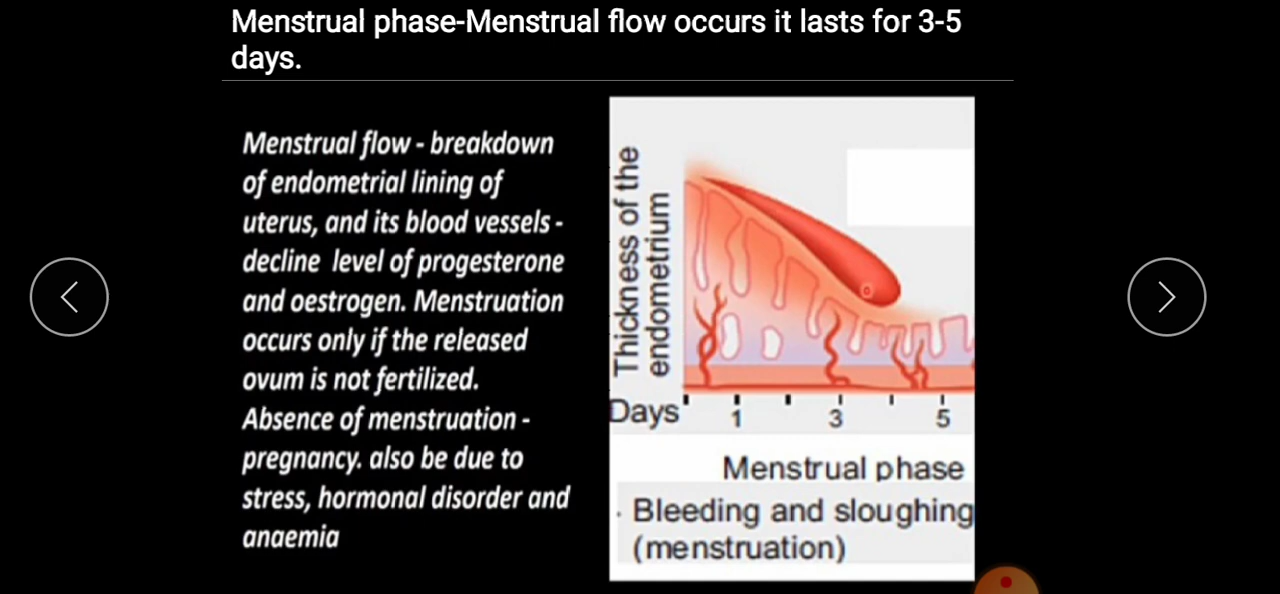 Menstrual phase-Menstrual flow occurs it lasts for 3-5
days.
Menstrual flow - breakdown
of endometrial lining of
uterus, and its blood vessels -
decline level of progesterone
and oestrogen. Menstruation
occurs only if the released
ovum is not fertilized.
Absence of menstruation -
pregnancy. also be due to
stress, hormonal disorder and
anaemia
Thickness of the
endometrium
Days 1 3 5
Menstrual phase
Bleeding and sloughing
(menstruation)